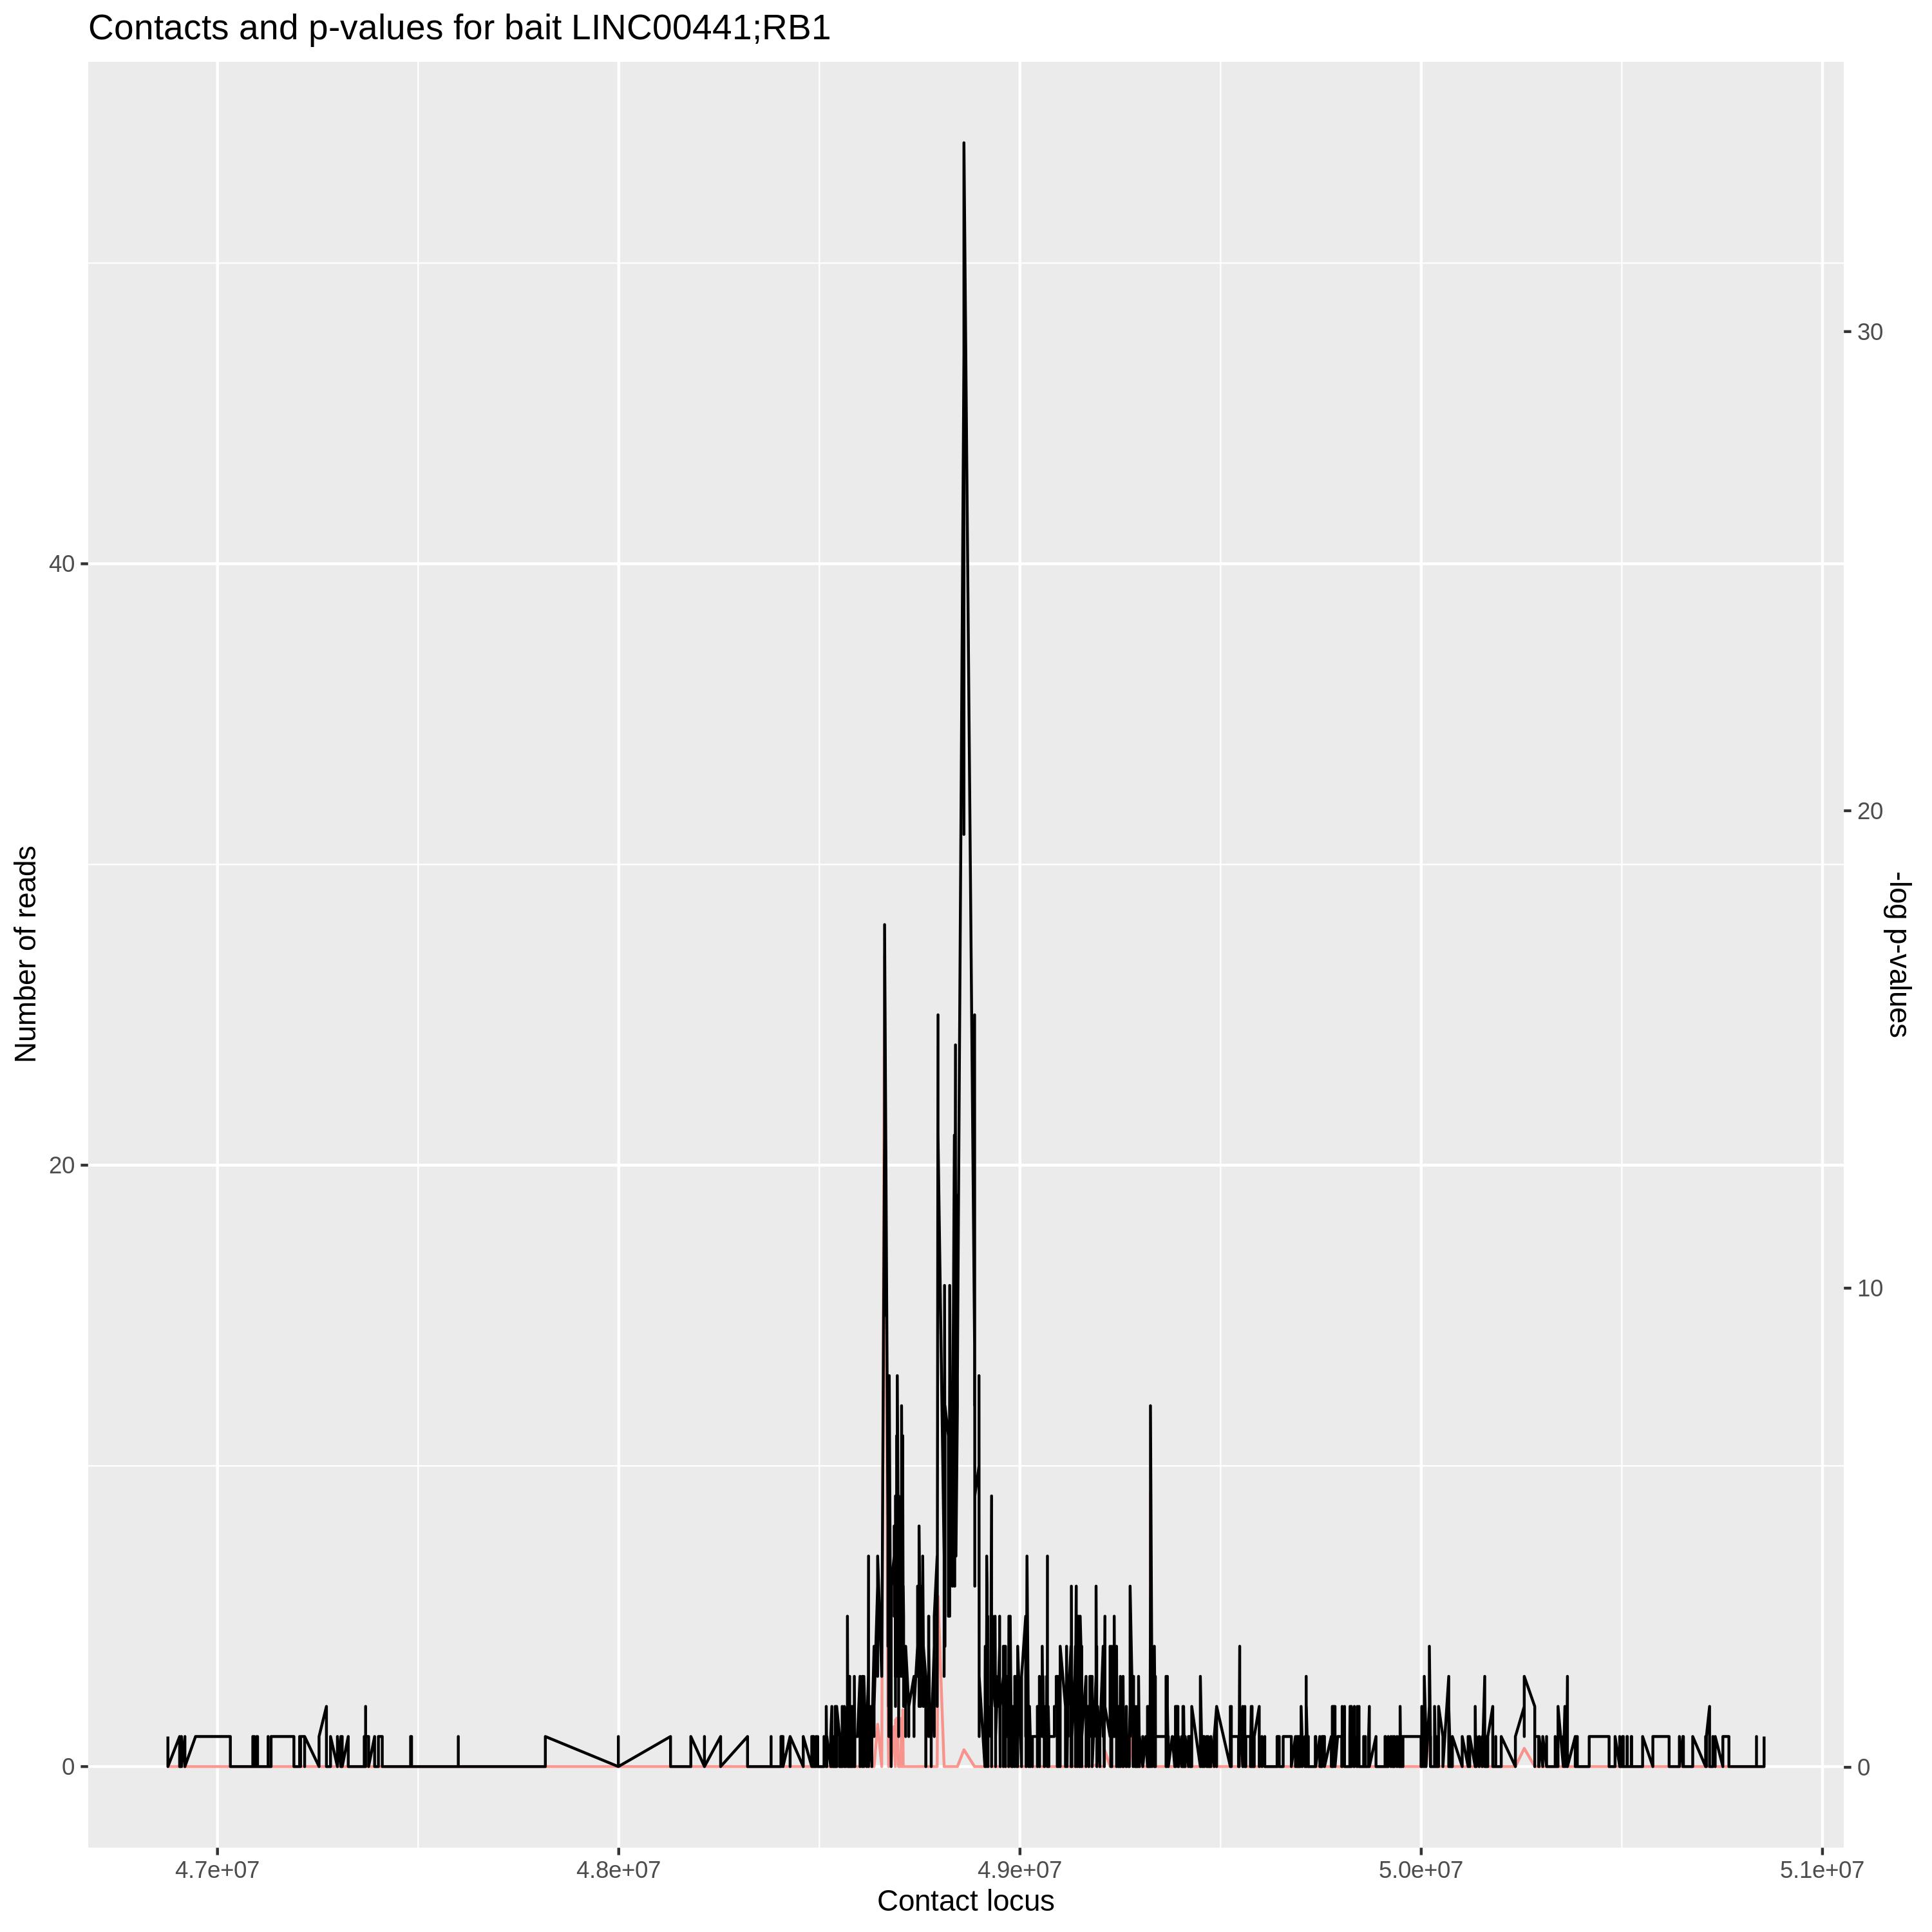 Contacts and p-values for bait LINC00441;RB1
Number of reads
40
20
0
30
20
10
0
-log p-values
4.7e+07
4.8e+07
4.9e+07
5.0e+07
5.1e+07
Contact locus